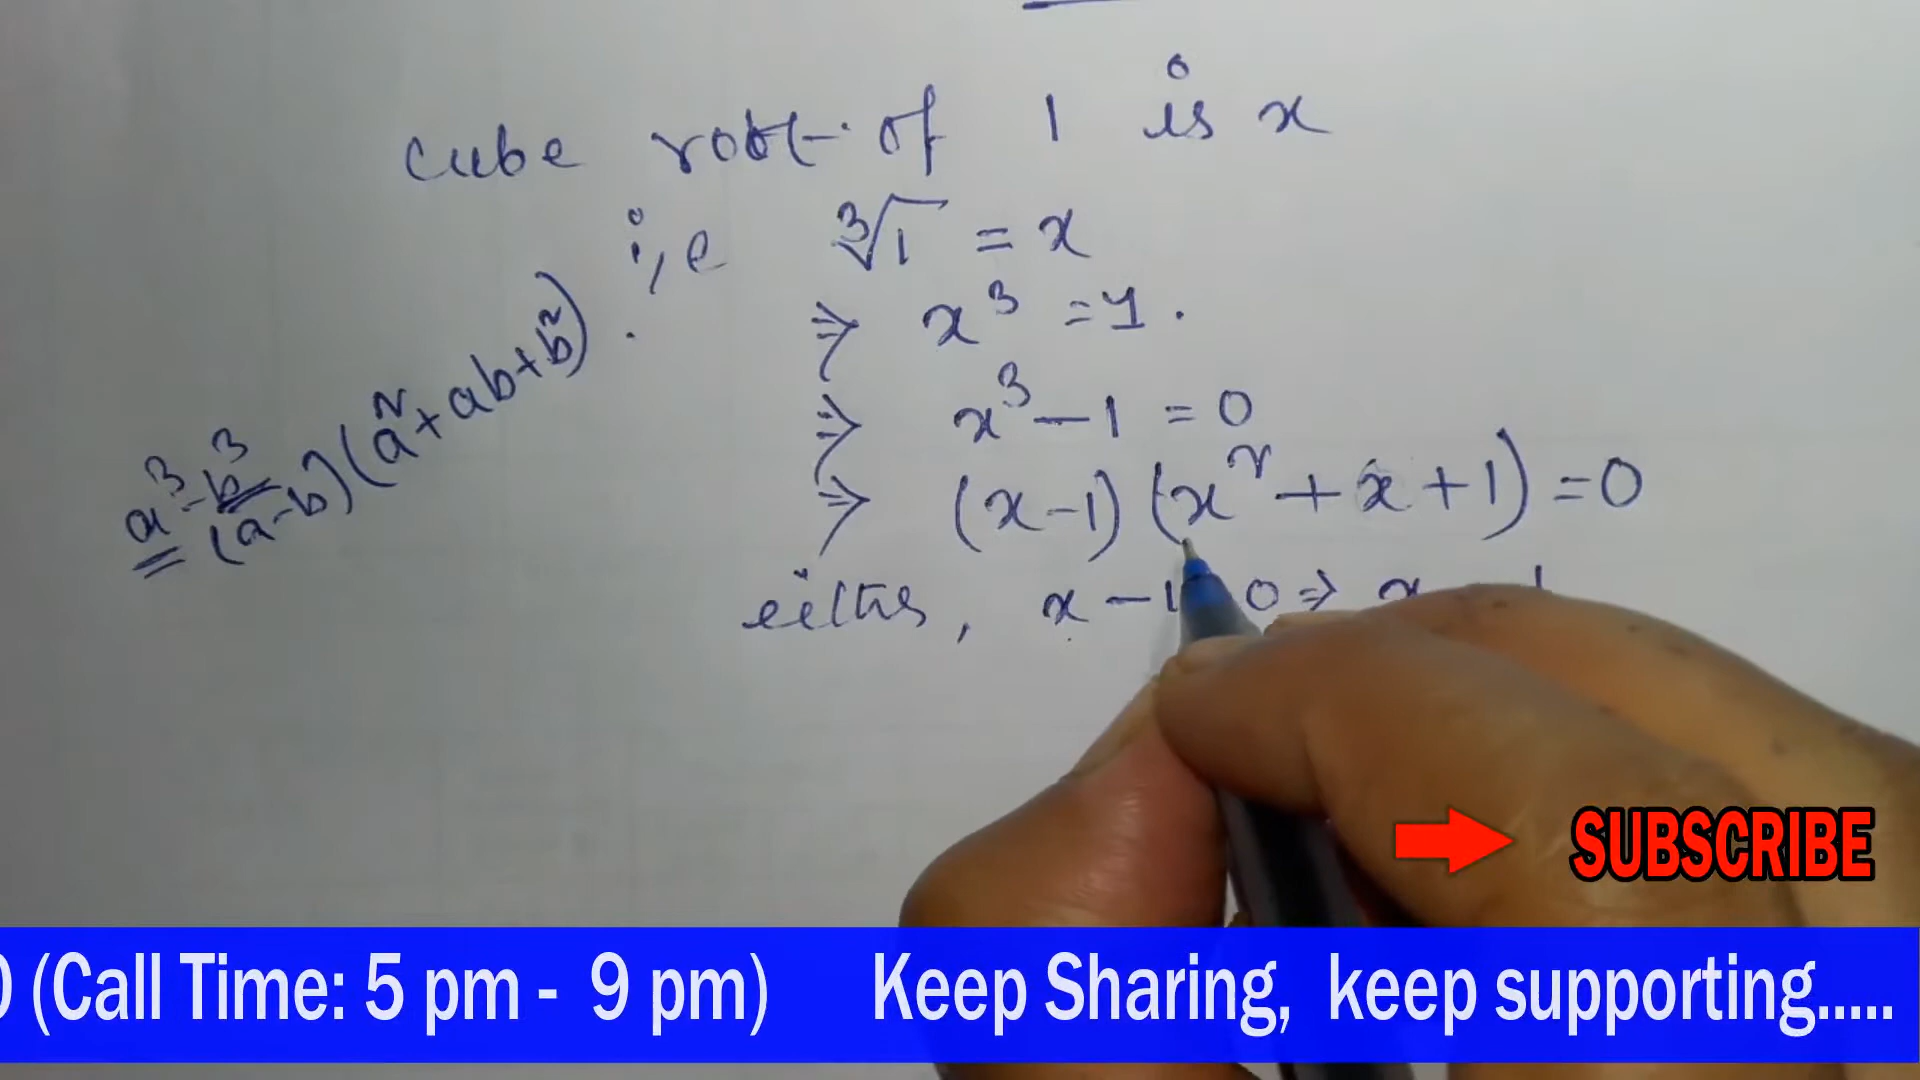 cube root of 1 is x
i,e ∛1 = x
⇒ x³ = 1.
⇒ x³ - 1 = 0
a³ - b³
(a-b)(a² + ab + b²)
⇒ (x-1)(x² + x + 1) = 0
x - 1 0 ⇒ x 1
SUBSCRIBE
(Call Time: 5 pm - 9 pm) Keep Sharing, keep supporting.....